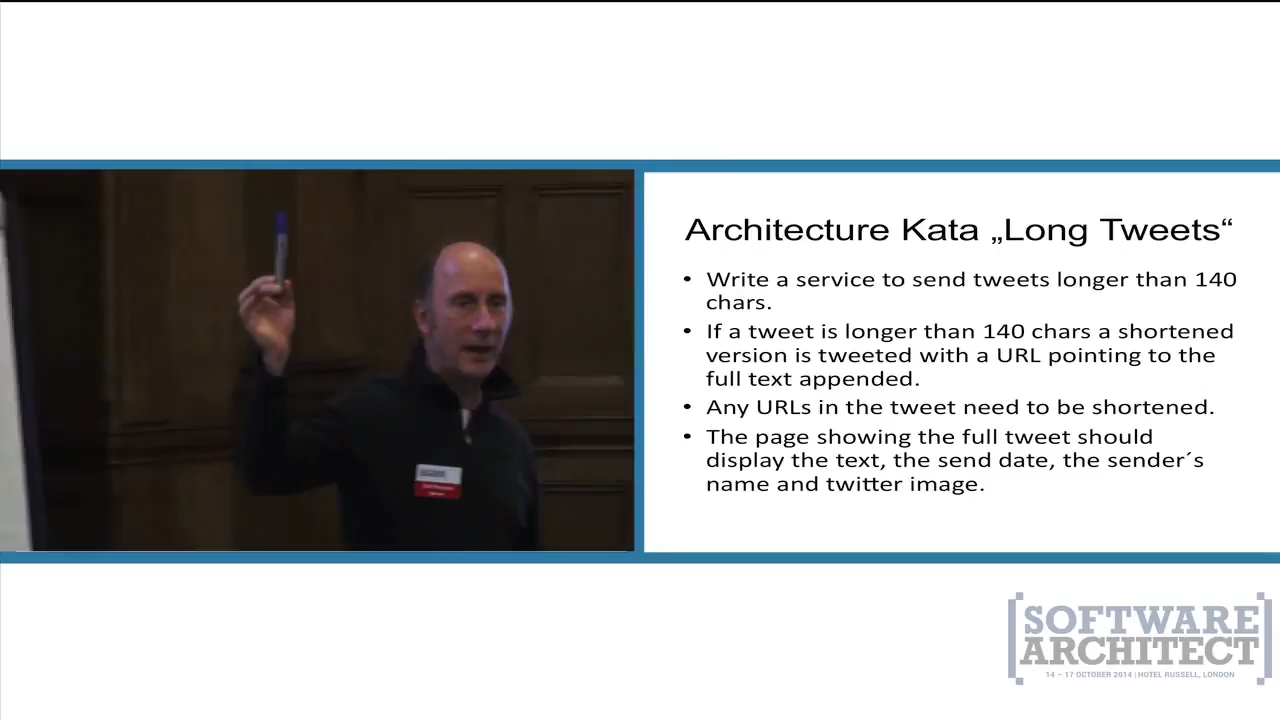 Architecture Kata „Long Tweets“
• Write a service to send tweets longer than 140
chars.
• If a tweet is longer than 140 chars a shortened
version is tweeted with a URL pointing to the
full text appended.
• Any URLs in the tweet need to be shortened.
• The page showing the full tweet should
display the text, the send date, the sender´s
name and twitter image.
[SOFTWARE
ARCHITECT]
14 – 17 OCTOBER 2014 | HOTEL RUSSELL, LONDON